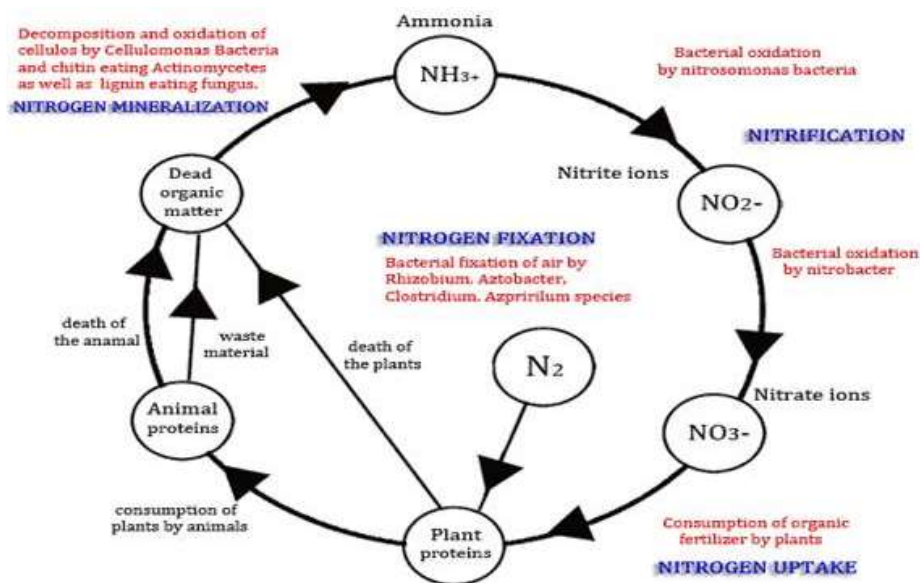 Ammonia
NH3+
Decomposition and oxidation of
cellulos by Cellulomonas Bacteria
and chitin eating Actinomycetes
as well as lignin eating fungus.
NITROGEN MINERALIZATION
Bacterial oxidation
by nitrosomonas bacteria
NITRIFICATION
Nitrite ions
NO2-
Dead
organic
matter
NITROGEN FIXATION
Bacterial fixation of air by
Rhizobium. Aztobacter,
Clostridium. Azpririlum species
Bacterial oxidation
by nitrobacter
death of
the anamal
waste
material
death of
the plants
N2
Nitrate ions
NO3-
Animal
proteins
consumption of
plants by animals
Plant
proteins
Consumption of organic
fertilizer by plants
NITROGEN UPTAKE